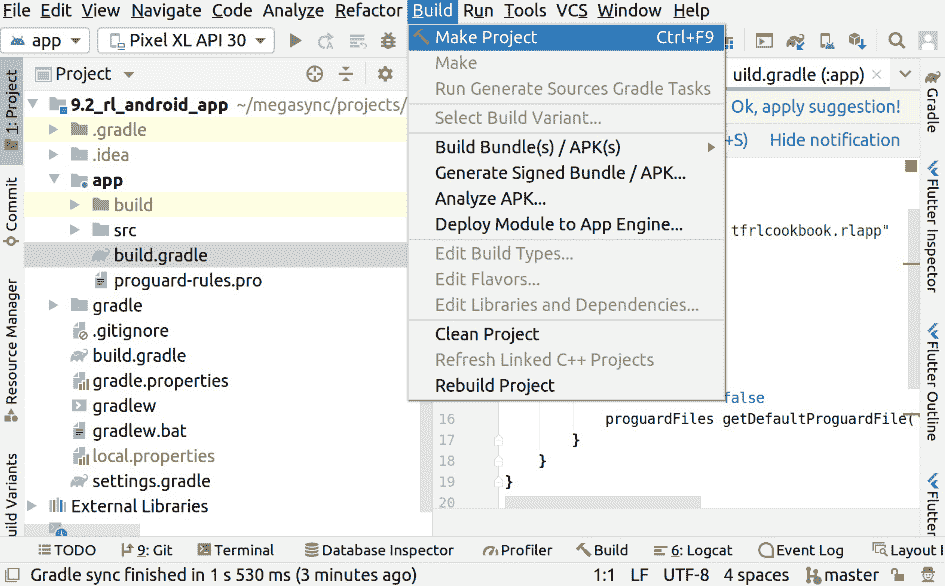 File Edit View Navigate Code Analyze Refactor Build Run Tools VCS Window Help
app Pixel XL API 30
Make Project Ctrl+F9
Make
Run Generate Sources Gradle Tasks
Select Build Variant...
Build Bundle(s) / APK(s)
Generate Signed Bundle / APK...
Analyze APK...
Deploy Module to App Engine...
Edit Build Types...
Edit Flavors...
Edit Libraries and Dependencies...
Clean Project
Refresh Linked C++ Projects
Rebuild Project
1: Project
Commit
Resource Manager
uild Variants
Project
9.2_rl_android_app ~/megasync/projects/
.gradle
.idea
app
build
src
build.gradle
proguard-rules.pro
gradle
.gitignore
build.gradle
gradle.properties
gradlew
gradlew.bat
local.properties
settings.gradle
External Libraries
uild.gradle (:app)
Ok, apply suggestion!
+S) Hide notification
tfrlcookbook.rlapp"
false
16 proguardFiles getDefaultProguardFile(
17 }
18 }
19 }
20
Gradle
Flutter Inspector
Flutter Outline
Flutter
TODO 9: Git Terminal Database Inspector Profiler Build 6: Logcat Event Log Layout I
Gradle sync finished in 1 s 530 ms (3 minutes ago) 1:1 LF UTF-8 4 spaces master